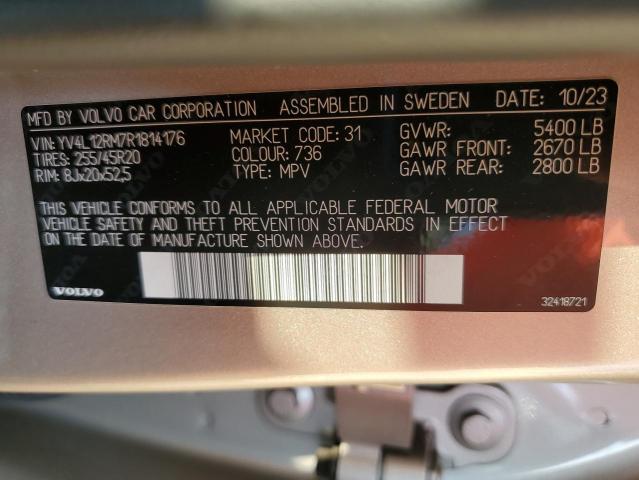 MFD BY VOLVO CAR CORPORATION ASSEMBLED IN SWEDEN DATE: 10/23
VIN: YV4L12RM7R1814176 MARKET CODE: 31 GVWR: 5400 LB
TIRES: 255/45R20 COLOUR: 736 GAWR FRONT: 2670 LB
RIM: 8Jx20x52,5 TYPE: MPV GAWR REAR: 2800 LB
THIS VEHICLE CONFORMS TO ALL APPLICABLE FEDERAL MOTOR
VEHICLE SAFETY AND THEFT PREVENTION STANDARDS IN EFFECT
ON THE DATE OF MANUFACTURE SHOWN ABOVE.
VOLVO 32418721